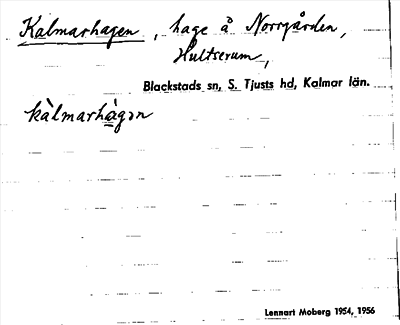 Kalmarhagen, hage å Norrgården,
Hultserum,
Blackstads sn, S. Tjusts hd, Kalmar län.
kàlmarhàgən
Lennart Moberg 1954, 1956